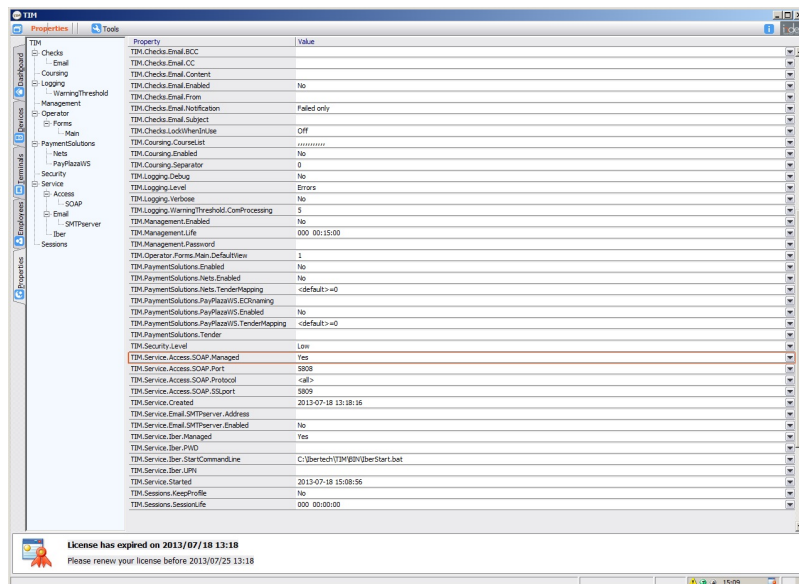 TIM
Properties
Tools
TIM
Checks
Email
Coursing
Logging
WarningThreshold
Management
Operator
Forms
Main
PaymentSolutions
Nets
PayPlazaWS
Security
Service
Access
SOAP
Email
SMTPserver
Iber
Sessions
Dashboard
Devices
Terminals
Employees
Properties
Property Value
TIM.Checks.Email.BCC
TIM.Checks.Email.CC
TIM.Checks.Email.Content
TIM.Checks.Email.Enabled No
TIM.Checks.Email.From
TIM.Checks.Email.Notification Failed only
TIM.Checks.Email.Subject
TIM.Checks.LockWhenInUse Off
TIM.Coursing.CourseList ,,,,,,,,,,,
TIM.Coursing.Enabled No
TIM.Coursing.Separator 0
TIM.Logging.Debug No
TIM.Logging.Level Errors
TIM.Logging.Verbose No
TIM.Logging.WarningThreshold.ComProcessing 5
TIM.Management.Enabled No
TIM.Management.Life 000 00:15:00
TIM.Management.Password
TIM.Operator.Forms.Main.DefaultView 1
TIM.PaymentSolutions.Enabled No
TIM.PaymentSolutions.Nets.Enabled No
TIM.PaymentSolutions.Nets.TenderMapping <default>=0
TIM.PaymentSolutions.PayPlazaWS.ECRnaming
TIM.PaymentSolutions.PayPlazaWS.Enabled No
TIM.PaymentSolutions.PayPlazaWS.TenderMapping <default>=0
TIM.PaymentSolutions.Tender
TIM.Security.Level Low
TIM.Service.Access.SOAP.Managed Yes
TIM.Service.Access.SOAP.Port 5808
TIM.Service.Access.SOAP.Protocol <all>
TIM.Service.Access.SOAP.SSLport 5809
TIM.Service.Created 2013-07-18 13:18:16
TIM.Service.Email.SMTPserver.Address
TIM.Service.Email.SMTPserver.Enabled No
TIM.Service.Iber.Managed Yes
TIM.Service.Iber.PWD
TIM.Service.Iber.StartCommandLine C:\Ibertech\TIM\BIN\IberStart.bat
TIM.Service.Iber.UPN
TIM.Service.Started 2013-07-18 15:08:56
TIM.Sessions.KeepProfile No
TIM.Sessions.SessionLife 000 00:00:00
License has expired on 2013/07/18 13:18
Please renew your license before 2013/07/25 13:18
15:09